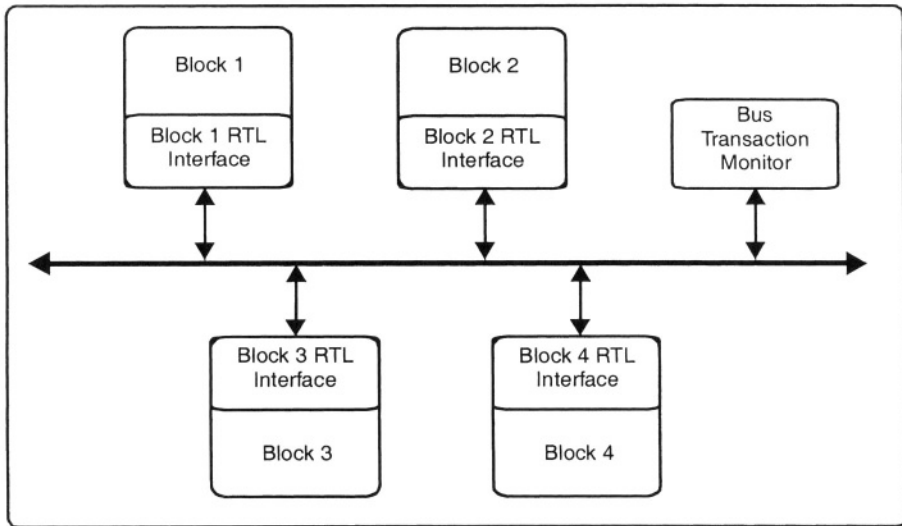 Block 1
Block 1 RTL
Interface
Block 2
Block 2 RTL
Interface
Bus
Transaction
Monitor
Block 3 RTL
Interface
Block 3
Block 4 RTL
Interface
Block 4